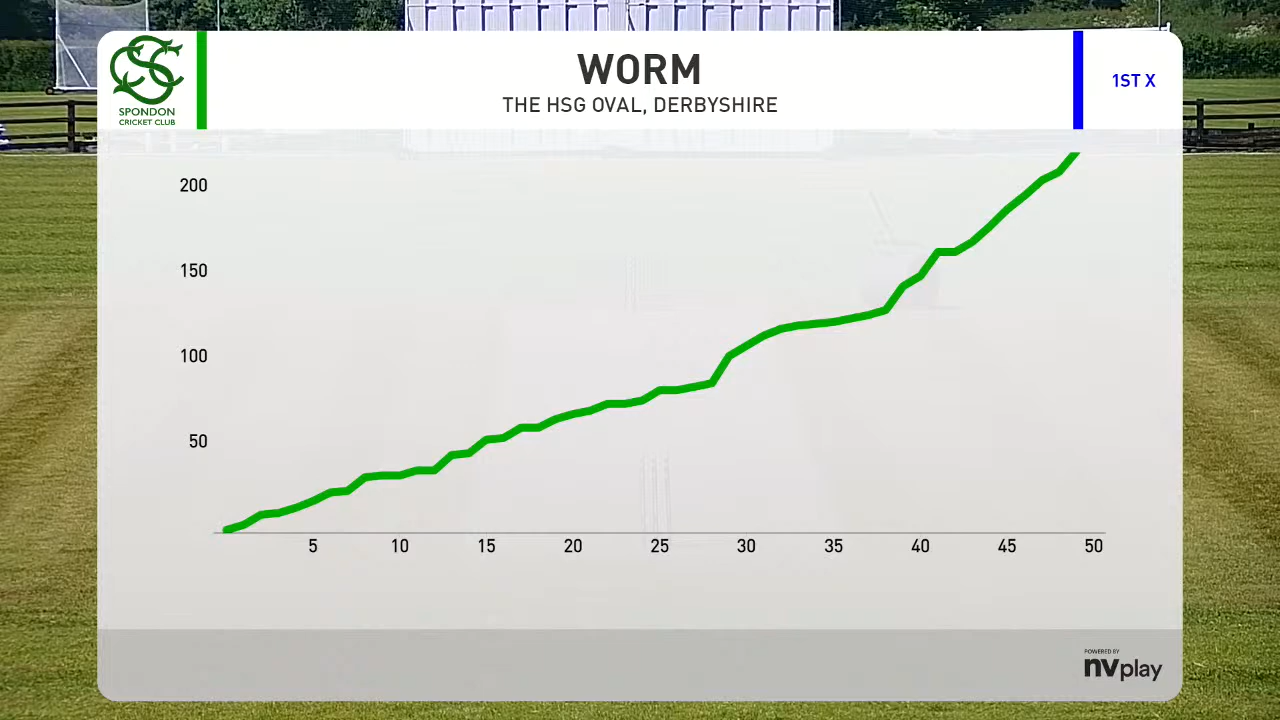 SPONDON
CRICKET CLUB
WORM
THE HSG OVAL, DERBYSHIRE
1ST X
200
150
100
50
5 10 15 20 25 30 35 40 45 50
POWERED BY
nvplay